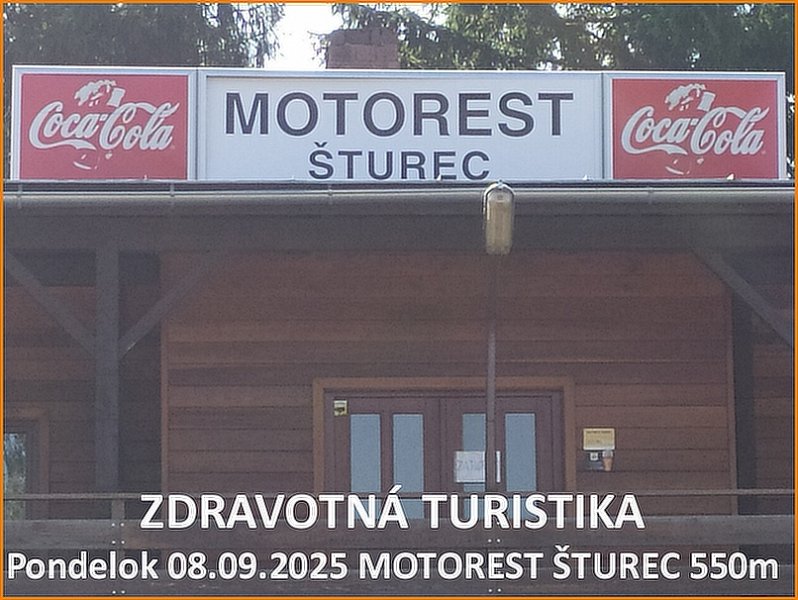 Coca-Cola
MOTOREST
ŠTUREC
Coca-Cola
ZDRAVOTNÁ TURISTIKA
Pondelok 08.09.2025 MOTOREST ŠTUREC 550m